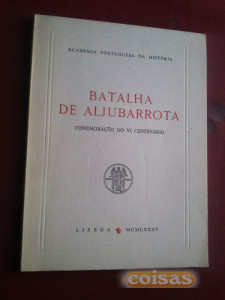 ACADEMIA PORTUGUESA DA HISTÓRIA
BATALHA
DE ALJUBARROTA
COMEMORAÇÃO DO VI CENTENÁRIO
LISBOA MCMLXXXV
coisas